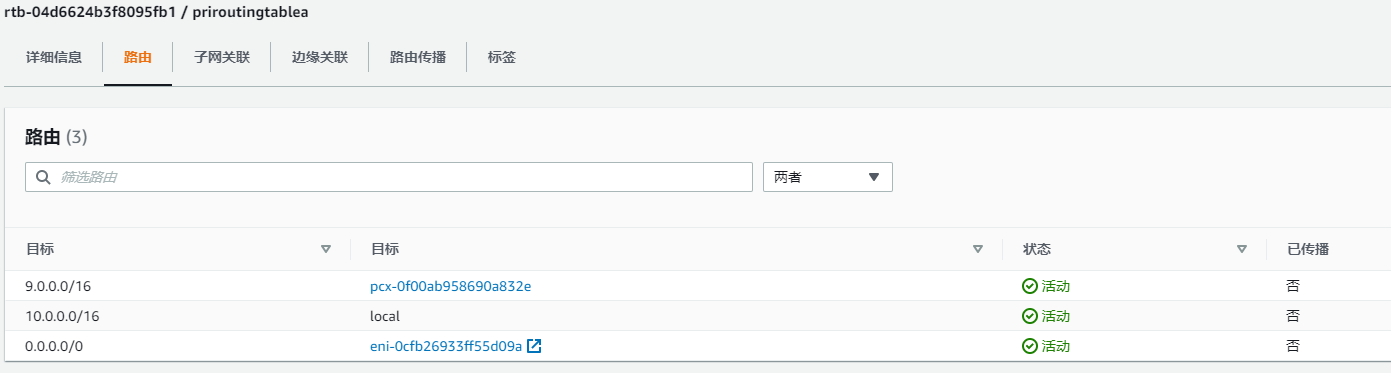 rtb-04d6624b3f8095fb1 / priroutingtablea
详细信息 路由 子网关联 边缘关联 路由传播 标签
路由 (3)
筛选路由 两者
目标 目标 状态 已传播
9.0.0.0/16 pcx-0f00ab958690a832e 活动 否
10.0.0.0/16 local 活动 否
0.0.0.0/0 eni-0cfb26933ff55d09a 活动 否